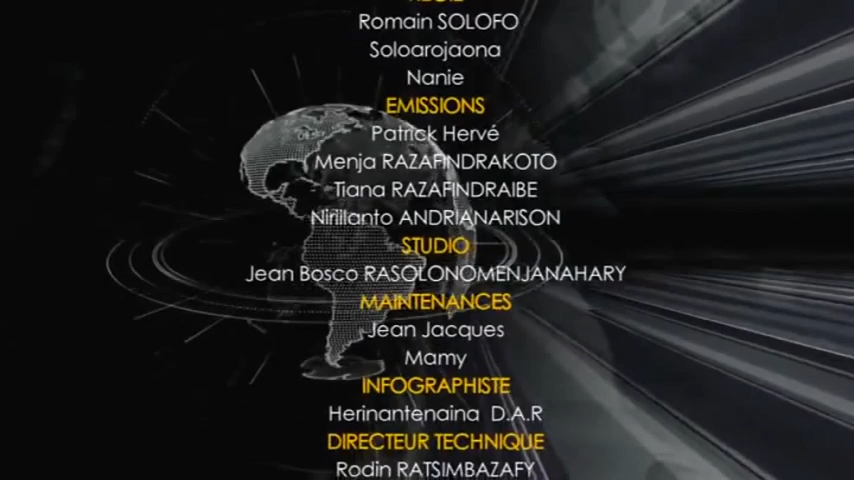 Romain SOLOFO
Soloarojaona
Nanie
EMISSIONS
Patrick Hervé
Menja RAZAFINDRAKOTO
Tiana RAZAFINDRAIBE
Nirillanto ANDRIANARISON
STUDIO
Jean Bosco RASOLONOMENJANAHARY
MAINTENANCES
Jean Jacques
Mamy
INFOGRAPHISTE
Herinantenaina D.A.R
DIRECTEUR TECHNIQUE
Rodin RATSIMBAZAFY